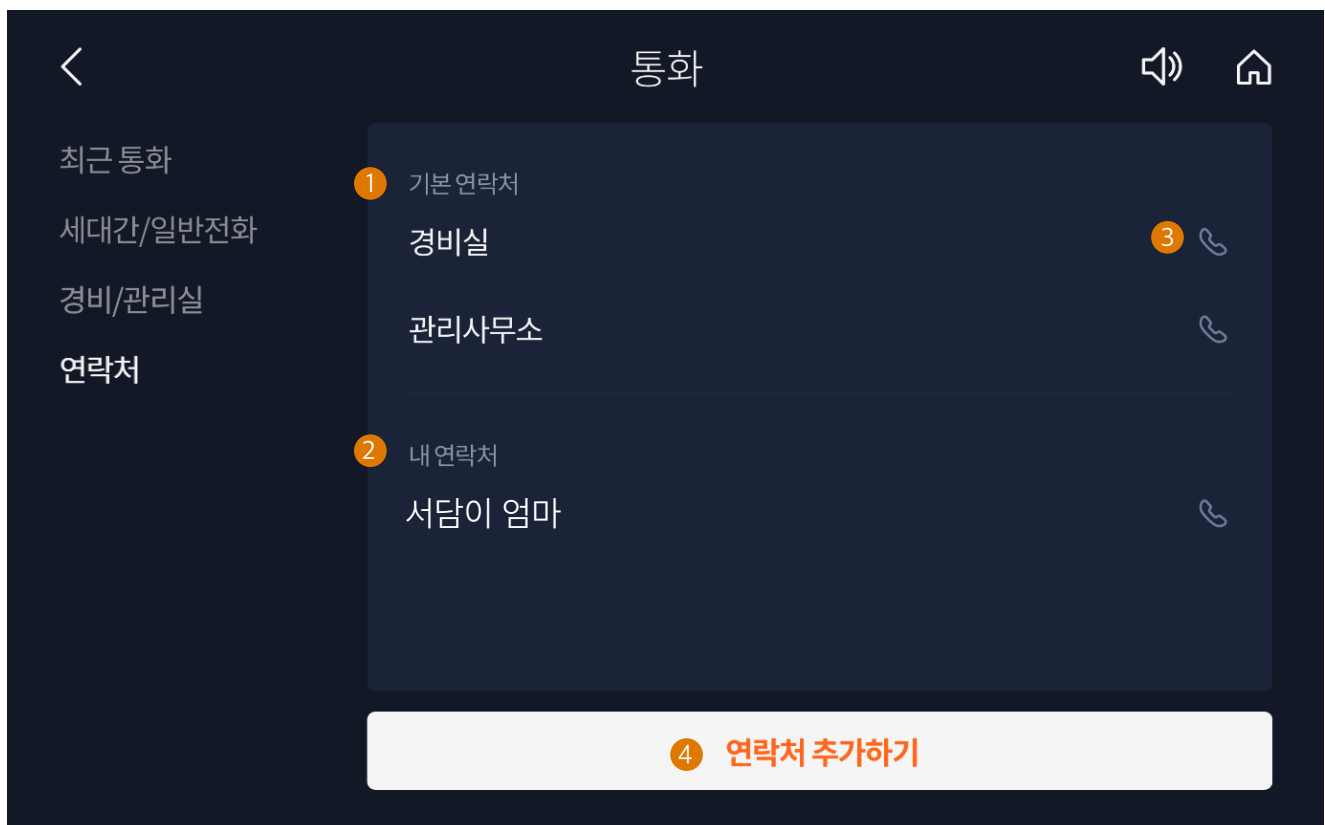 통화
최근 통화
세대간/일반전화
경비/관리실
연락처
1 기본 연락처
경비실 3
관리사무소
2 내 연락처
서담이 엄마
4 연락처 추가하기